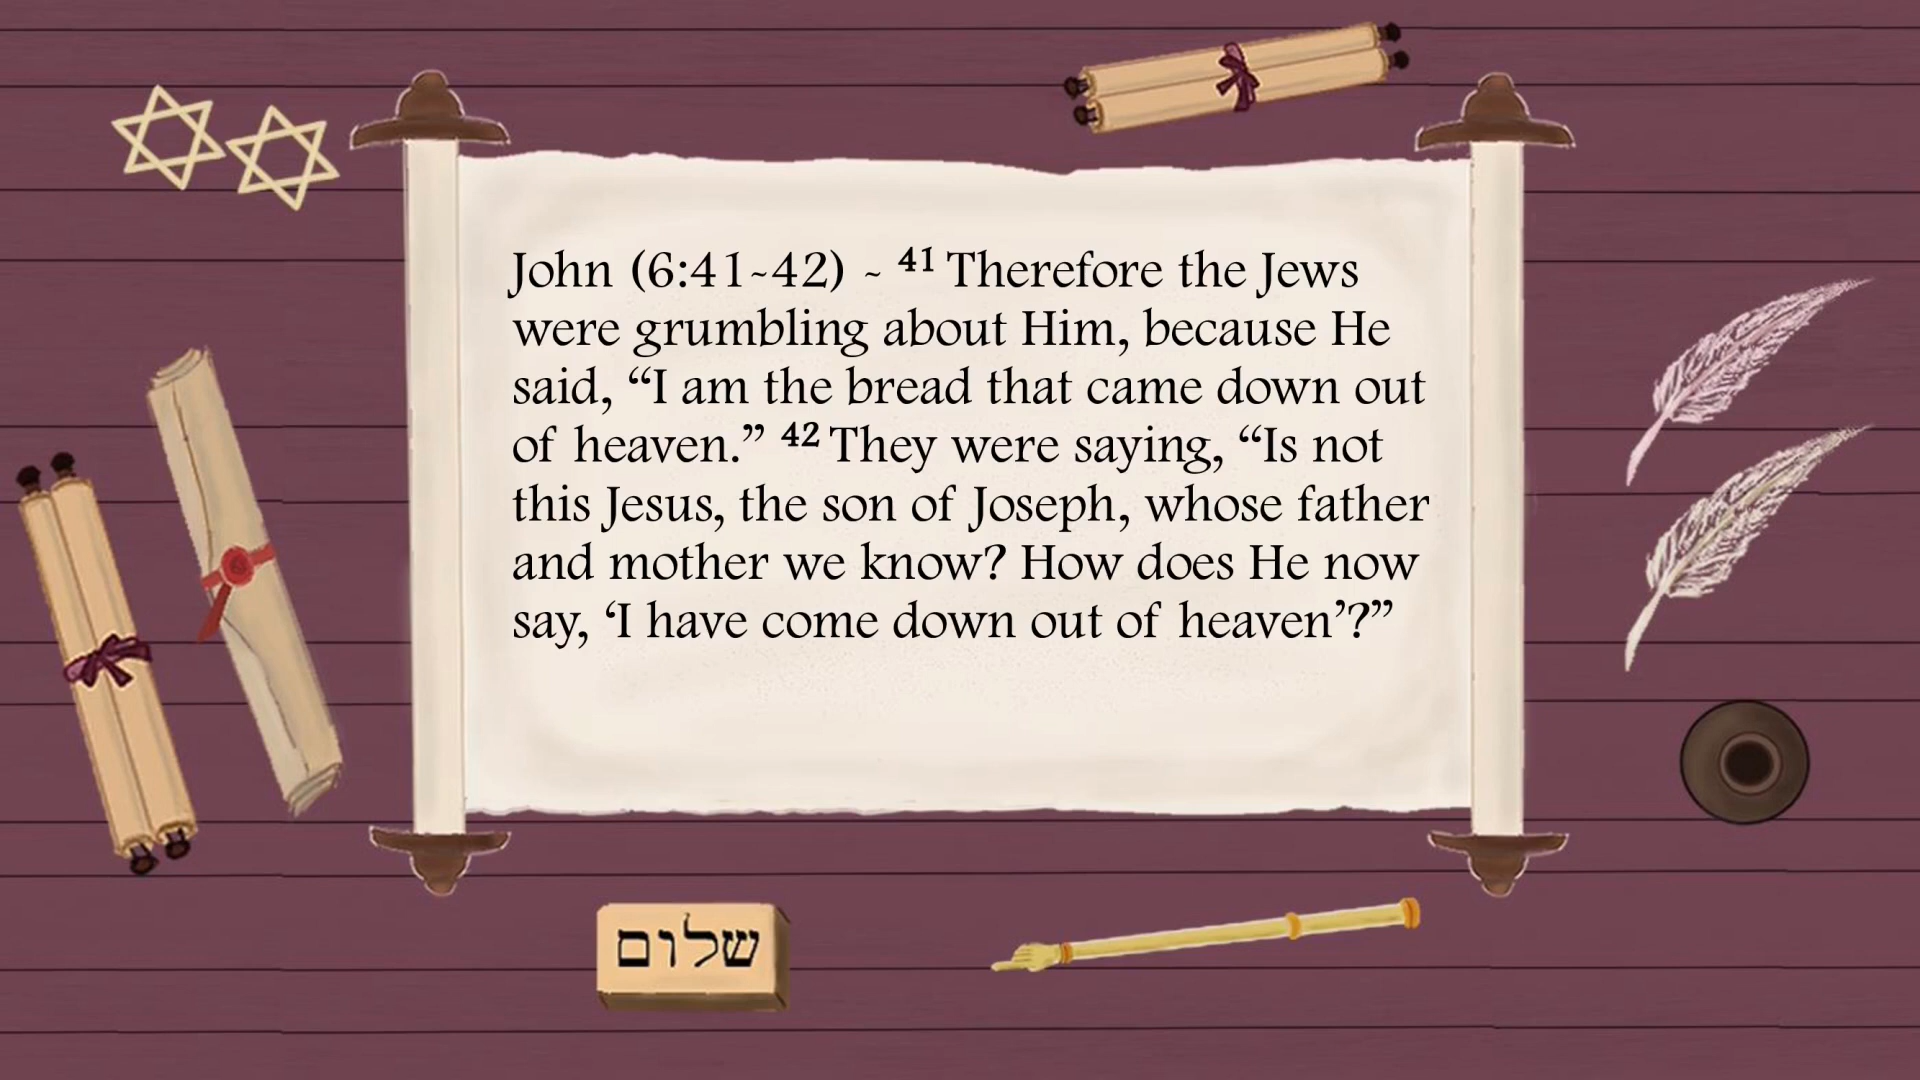 John (6:41~42) ~ ⁴¹ Therefore the Jews
were grumbling about Him, because He
said, “I am the bread that came down out
of heaven.” ⁴² They were saying, “Is not
this Jesus, the son of Joseph, whose father
and mother we know? How does He now
say, ‘I have come down out of heaven’?”
שלום